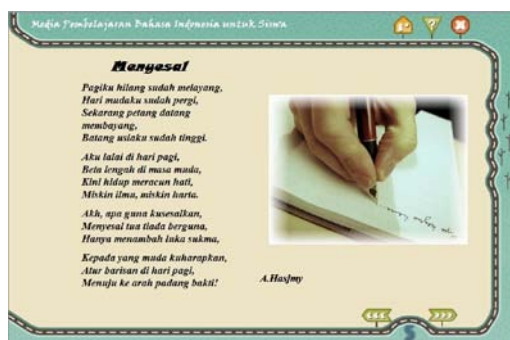 Media Pembelajaran Bahasa Indonesia untuk Siswa
Menyesal
Pagiku hilang sudah melayang,
Hari mudaku sudah pergi,
Sekarang petang datang
membayang,
Batang usiaku sudah tinggi.
Aku lalai di hari pagi,
Beta lengah di masa muda,
Kini hidup meracun hati,
Miskin ilmu, miskin harta.
Akh, apa guna kusesalkan,
Menyesal tua tiada berguna,
Hanya menambah luka sukma,
Kepada yang muda kuharapkan,
Atur barisan di hari pagi,
Menuju ke arah padang bakti!
A.Hasjmy